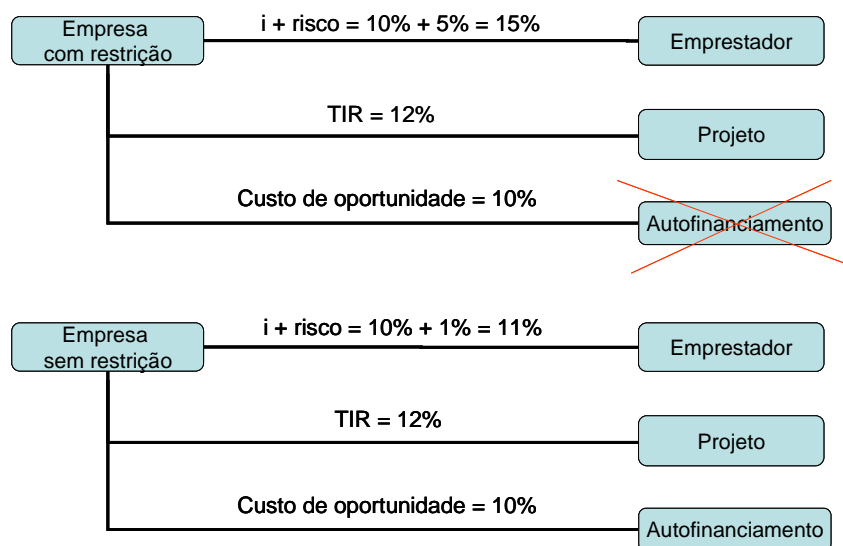 Empresa
com restrição
i + risco = 10% + 5% = 15%
Emprestador
TIR = 12%
Projeto
Custo de oportunidade = 10%
Autofinanciamento
Empresa
sem restrição
i + risco = 10% + 1% = 11%
Emprestador
TIR = 12%
Projeto
Custo de oportunidade = 10%
Autofinanciamento